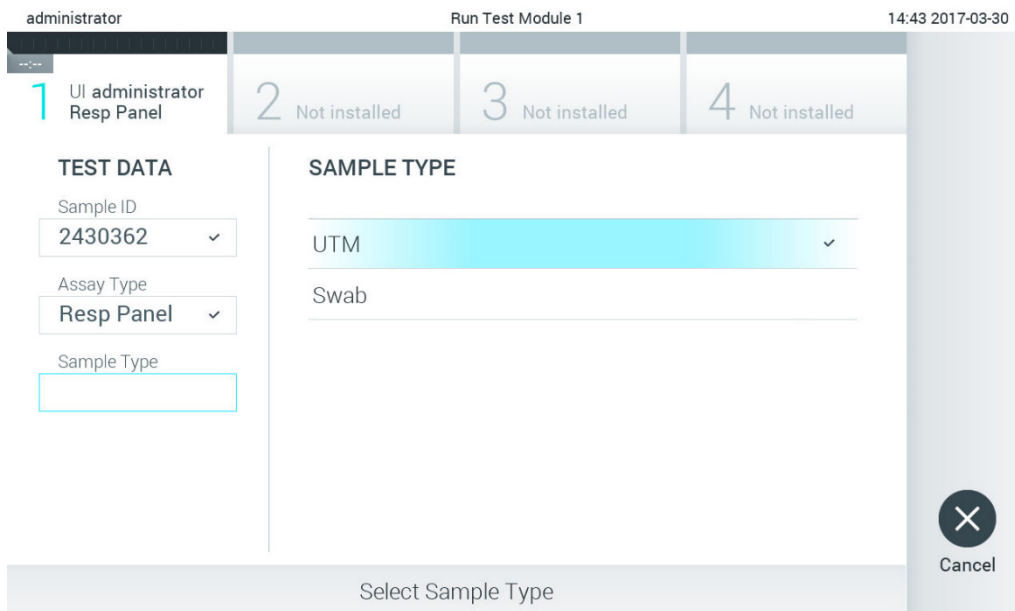 administrator Run Test Module 1 14:43 2017-03-30
--:--
1 UI administrator
Resp Panel
2 Not installed
3 Not installed
4 Not installed
TEST DATA
Sample ID
2430362
Assay Type
Resp Panel
Sample Type
SAMPLE TYPE
UTM
Swab
Cancel
Select Sample Type